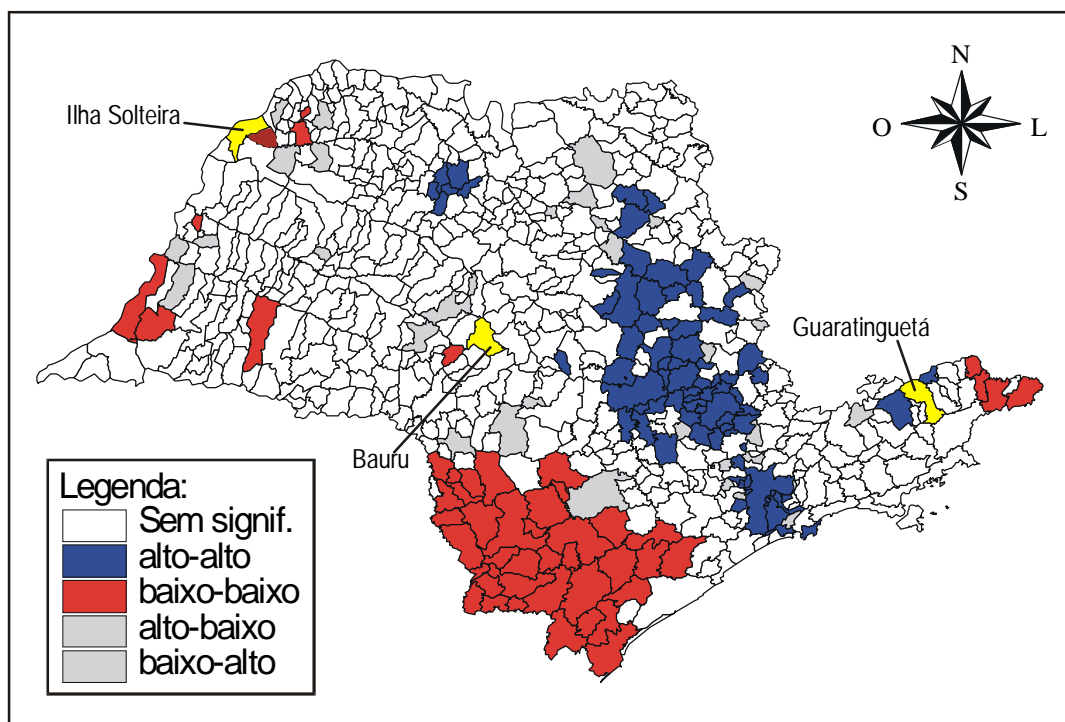 N
Ilha Solteira
O
L
S
Guaratinguetá
Bauru
Legenda:
Sem signif.
alto-alto
baixo-baixo
alto-baixo
baixo-alto